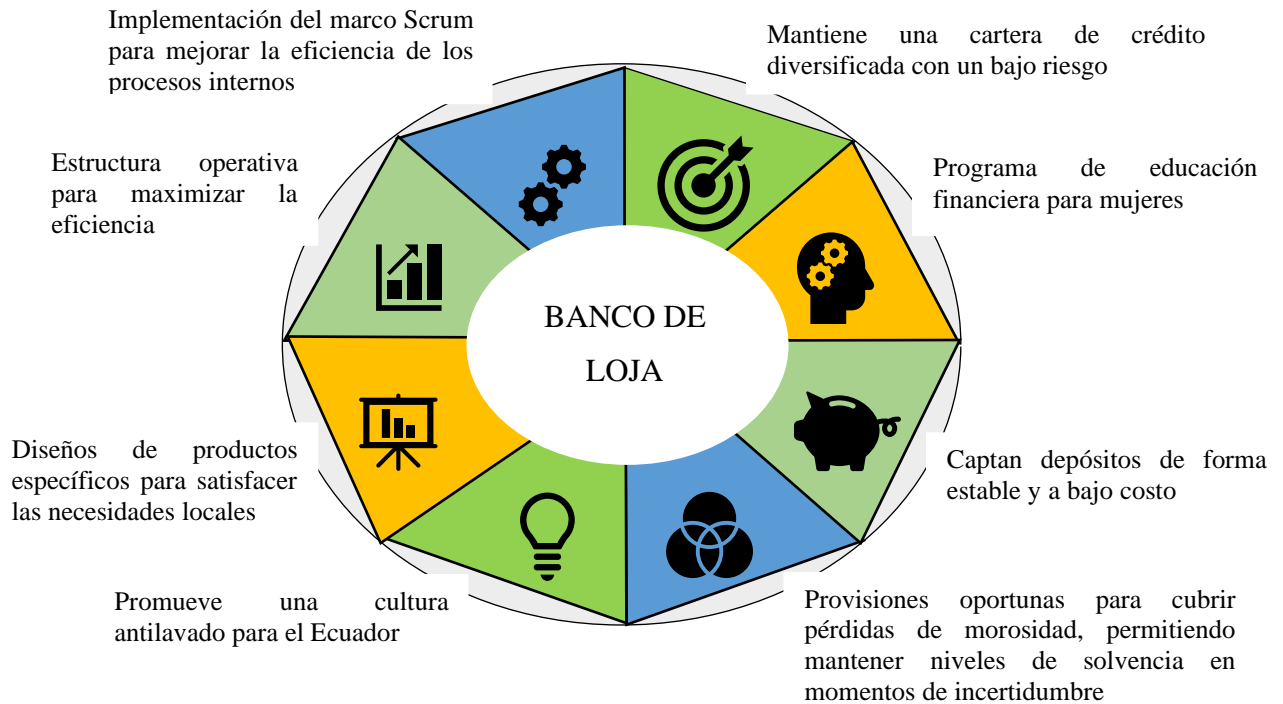 Implementación del marco Scrum
para mejorar la eficiencia de los
procesos internos
Mantiene una cartera de crédito
diversificada con un bajo riesgo
Estructura operativa
para maximizar la
eficiencia
Programa de educación
financiera para mujeres
BANCO DE
LOJA
Diseños de productos
específicos para satisfacer
las necesidades locales
Captan depósitos de forma
estable y a bajo costo
Promueve una cultura
antilavado para el Ecuador
Provisiones oportunas para cubrir
pérdidas de morosidad, permitiendo
mantener niveles de solvencia en
momentos de incertidumbre